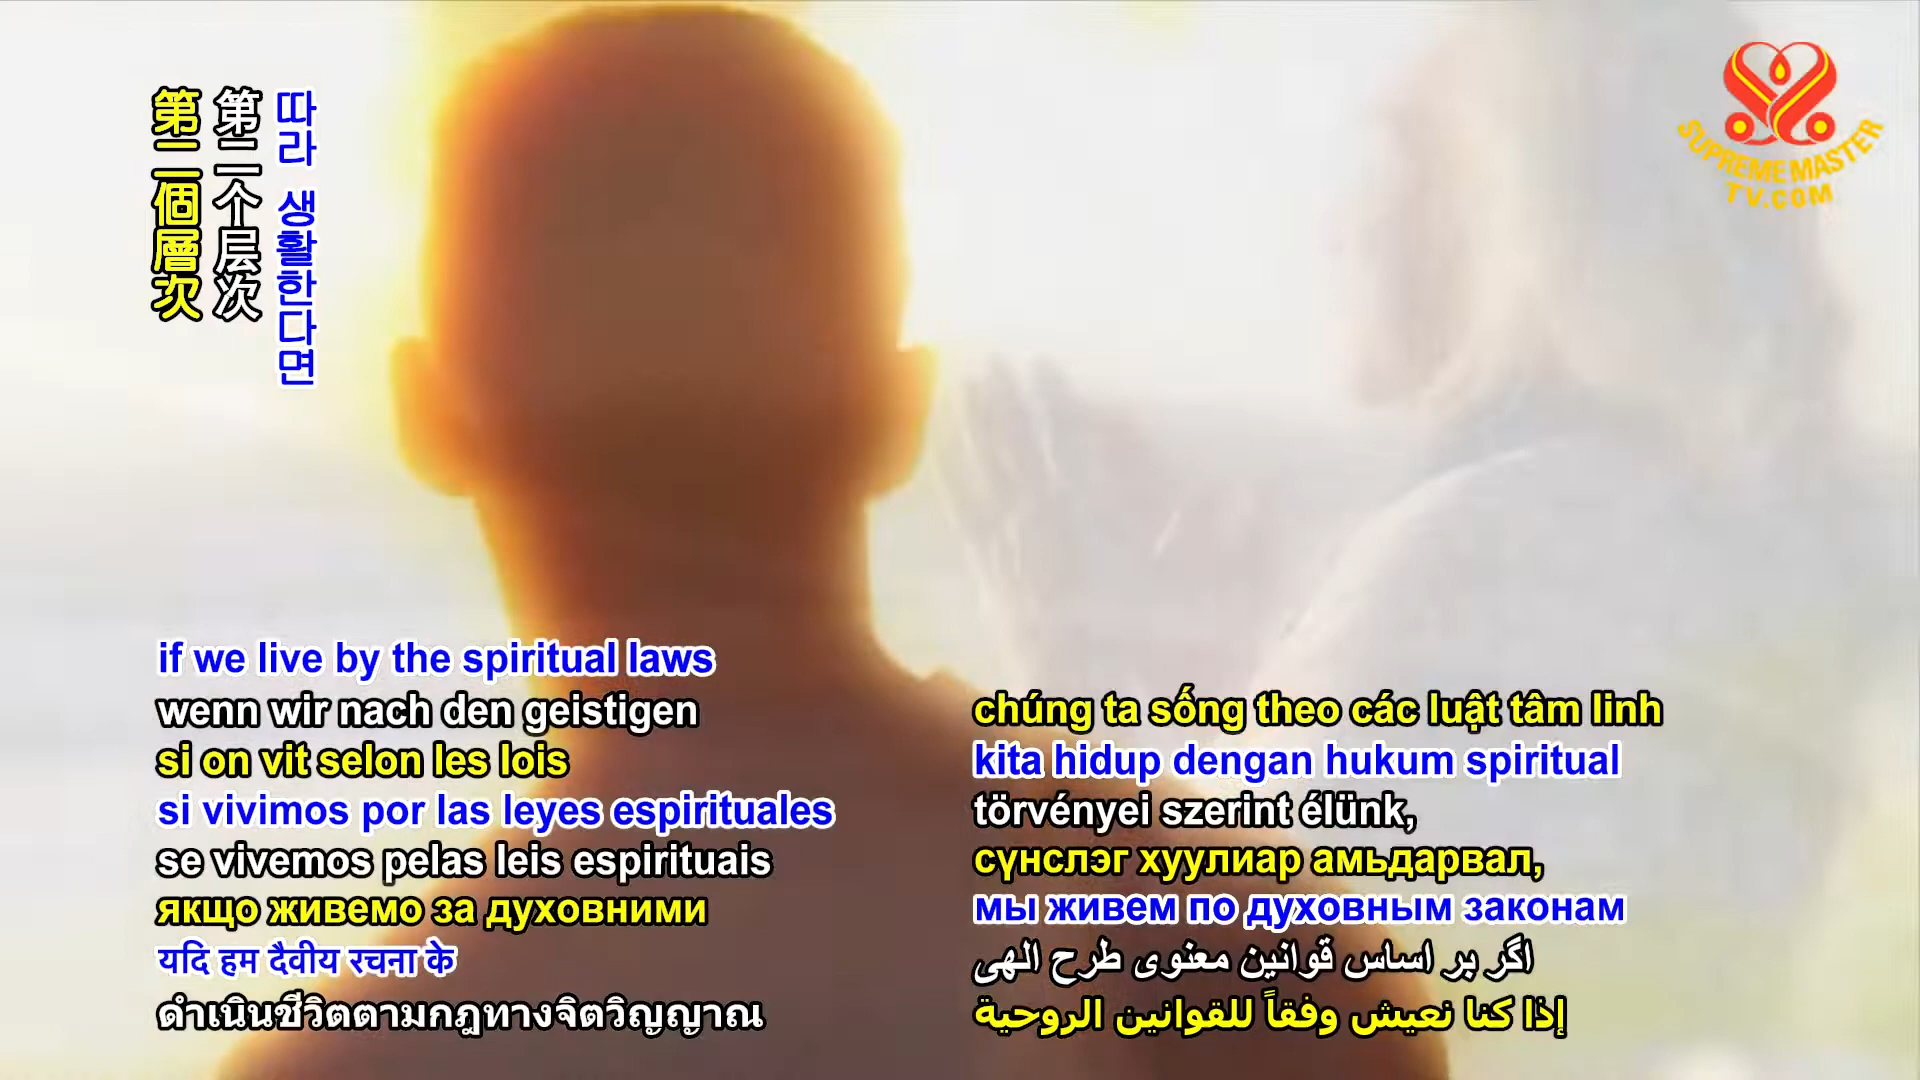 第二個層次
第二个层次
따라 생활한다면
SUPREME MASTER
TV.COM
if we live by the spiritual laws
wenn wir nach den geistigen
si on vit selon les lois
si vivimos por las leyes espirituales
se vivemos pelas leis espirituais
якщо живемо за духовними
यदि हम दैवीय रचना के
ดำเนินชีวิตตามกฎทางจิตวิญญาณ
chúng ta sống theo các luật tâm linh
kita hidup dengan hukum spiritual
törvényei szerint élünk,
сүнслэг хуулиар амьдарвал,
мы живем по духовным законам
اگر بر اساس قوانین معنوی طرح الهی
إذا كنا نعيش وفقاً للقوانين الروحية